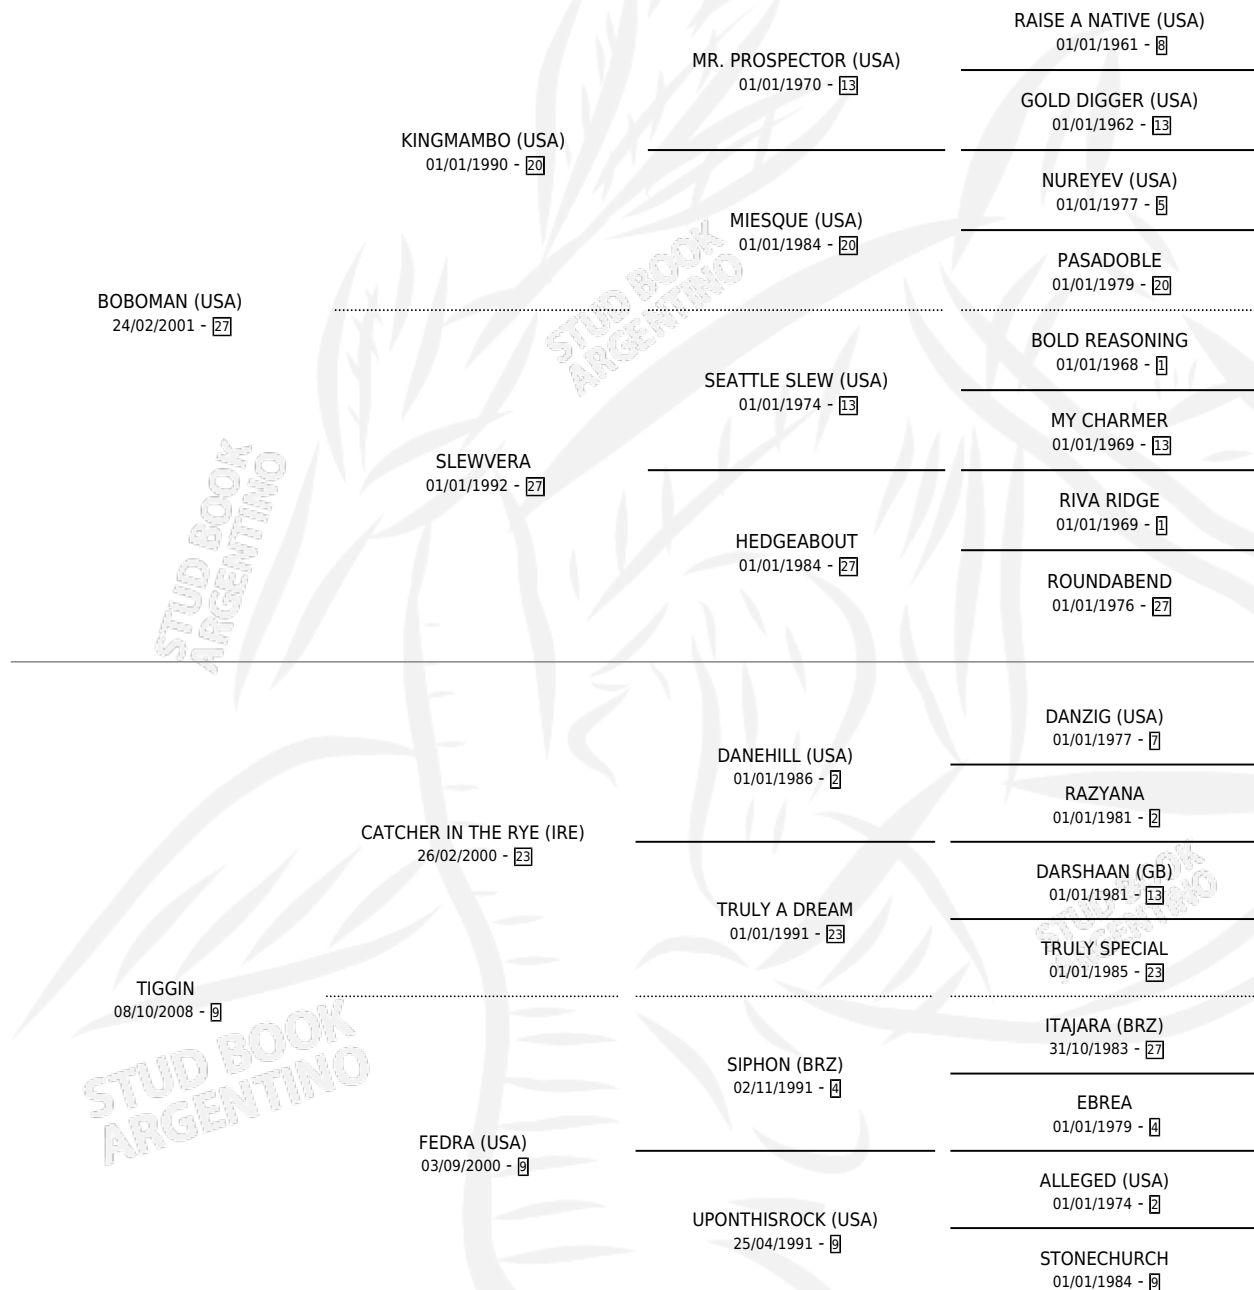 RAISE A NATIVE (USA)
01/01/1961 - 8
MR. PROSPECTOR (USA)
01/01/1970 - 13
GOLD DIGGER (USA)
01/01/1962 - 13
KINGMAMBO (USA)
01/01/1990 - 20
NUREYEV (USA)
01/01/1977 - 5
MIESQUE (USA)
01/01/1984 - 20
PASADOBLE
01/01/1979 - 20
BOBOMAN (USA)
24/02/2001 - 27
BOLD REASONING
01/01/1968 - 1
SEATTLE SLEW (USA)
01/01/1974 - 13
MY CHARMER
01/01/1969 - 13
SLEWVERA
01/01/1992 - 27
RIVA RIDGE
01/01/1969 - 1
HEDGEABOUT
01/01/1984 - 27
ROUNDABEND
01/01/1976 - 27
DANZIG (USA)
01/01/1977 - 7
DANEHILL (USA)
01/01/1986 - 2
RAZYANA
01/01/1981 - 2
CATCHER IN THE RYE (IRE)
26/02/2000 - 23
DARSHAAN (GB)
01/01/1981 - 13
TRULY A DREAM
01/01/1991 - 23
TRULY SPECIAL
01/01/1985 - 23
TIGGIN
08/10/2008 - 9
ITAJARA (BRZ)
31/10/1983 - 27
SIPHON (BRZ)
02/11/1991 - 4
EBREA
01/01/1979 - 4
FEDRA (USA)
03/09/2000 - 9
ALLEGED (USA)
01/01/1974 - 2
UPONTHISROCK (USA)
25/04/1991 - 9
STONECHURCH
01/01/1984 - 9
STUD BOOK
ARGENTINO
STUD BOOK
ARGENTINO
STUD BOOK
ARGENTINO
STUD BOOK
ARGENTINO